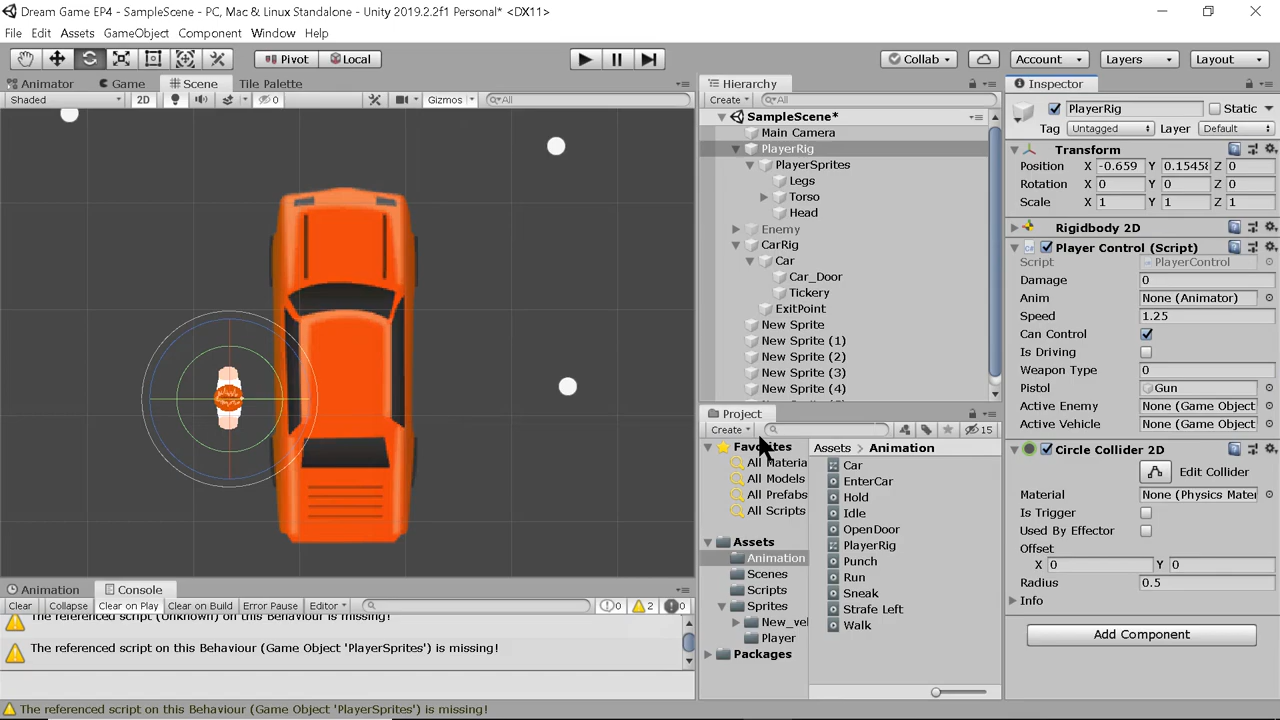 Dream Game EP4 - SampleScene - PC, Mac & Linux Standalone - Unity 2019.2.2f1 Personal* <DX11>
File Edit Assets GameObject Component Window Help
Pivot Local Collab Account Layers Layout
Animator Game Scene Tile Palette
Shaded 2D 0 Gizmos All
Hierarchy
Create All
SampleScene*
Main Camera
PlayerRig
PlayerSprites
Legs
Torso
Head
Enemy
CarRig
Car
Car_Door
Tickery
ExitPoint
New Sprite
New Sprite (1)
New Sprite (2)
New Sprite (3)
New Sprite (4)
Project
Create 15
Favorites
All Materia
All Models
All Prefabs
All Scripts
Assets
Animation
Scenes
Scripts
Sprites
New_vel
Player
Packages
Assets > Animation
Car
EnterCar
Hold
Idle
OpenDoor
PlayerRig
Punch
Run
Sneak
Strafe Left
Walk
Inspector
PlayerRig Static
Tag Untagged Layer Default
Transform
Position X -0.659 Y 0.15458 Z 0
Rotation X 0 Y 0 Z 0
Scale X 1 Y 1 Z 1
Rigidbody 2D
Player Control (Script)
Script PlayerControl
Damage 0
Anim None (Animator)
Speed 1.25
Can Control
Is Driving
Weapon Type 0
Pistol Gun
Active Enemy None (Game Object
Active Vehicle None (Game Object
Circle Collider 2D
Edit Collider
Material None (Physics Mater
Is Trigger
Used By Effector
Offset
X 0 Y 0
Radius 0.5
Info
Add Component
Animation Console
Clear Collapse Clear on Play Clear on Build Error Pause Editor 0 2 0
The referenced script (Unknown) on this Behaviour is missing!
The referenced script on this Behaviour (Game Object 'PlayerSprites') is missing!
The referenced script on this Behaviour (Game Object 'PlayerSprites') is missing!